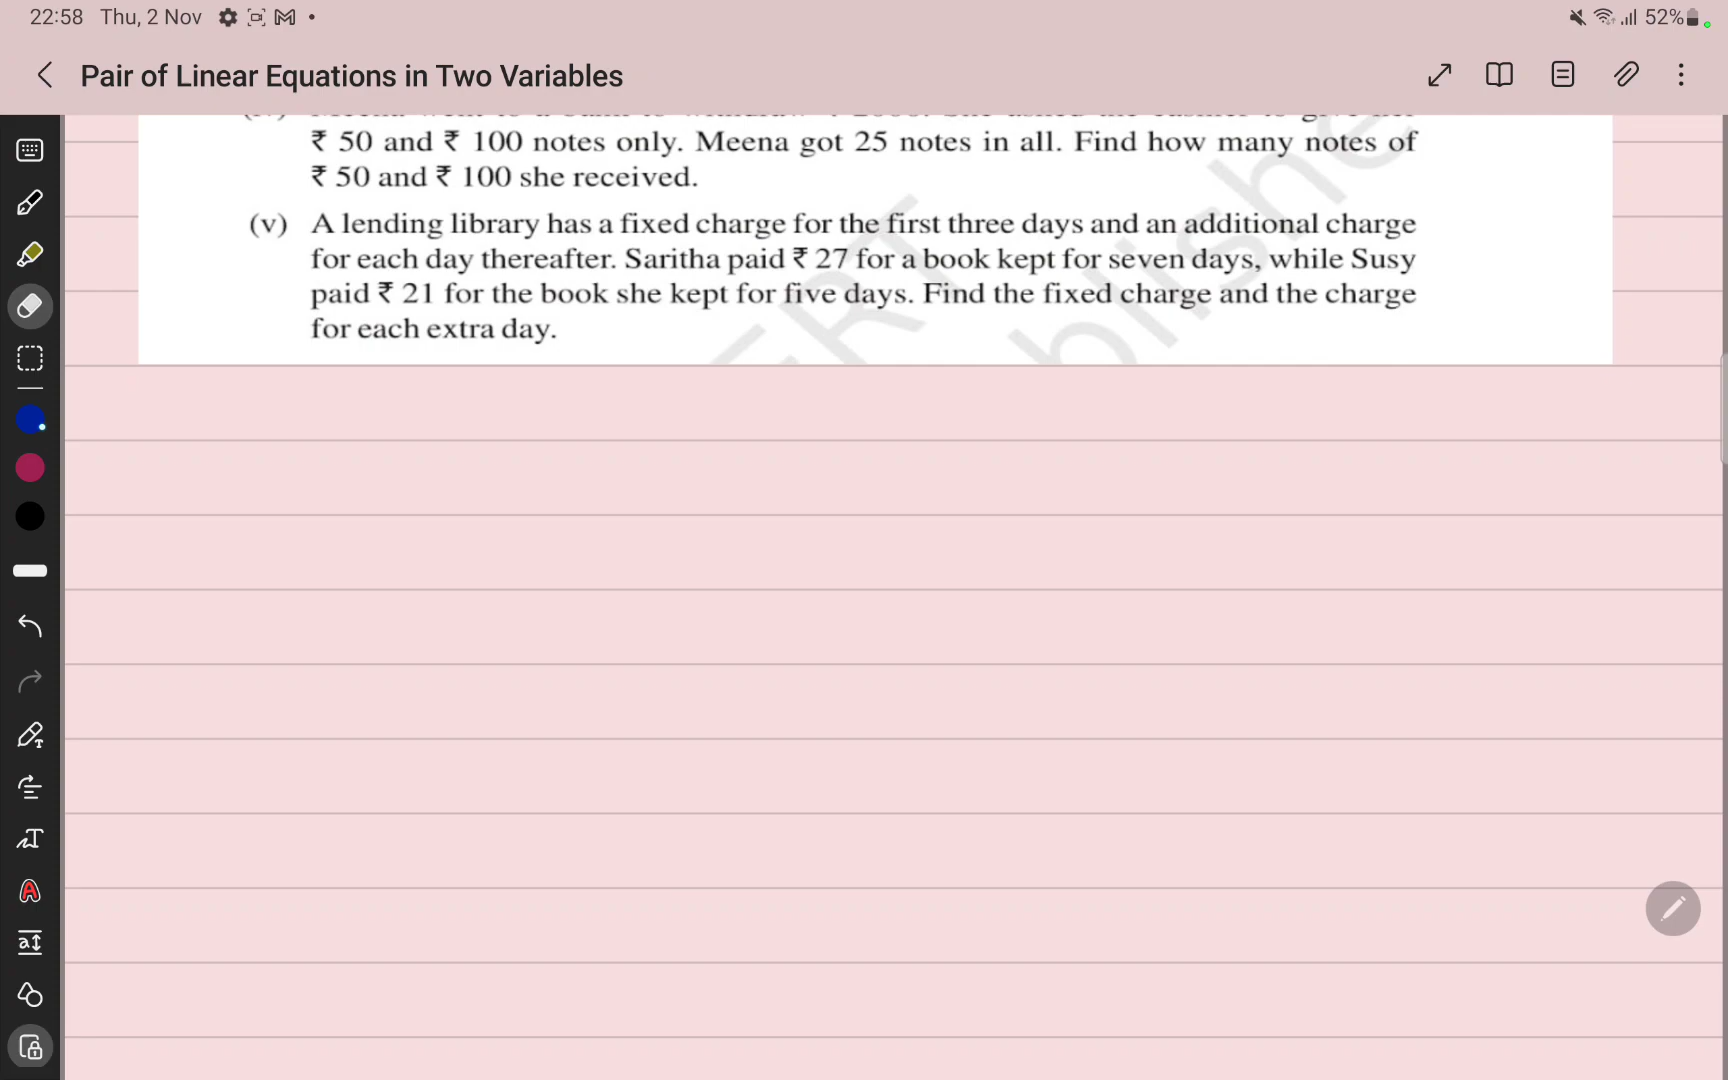 22:58 Thu, 2 Nov
52%
Pair of Linear Equations in Two Variables
₹ 50 and ₹ 100 notes only. Meena got 25 notes in all. Find how many notes of
₹ 50 and ₹ 100 she received.
(v) A lending library has a fixed charge for the first three days and an additional charge
for each day thereafter. Saritha paid ₹ 27 for a book kept for seven days, while Susy
paid ₹ 21 for the book she kept for five days. Find the fixed charge and the charge
for each extra day.